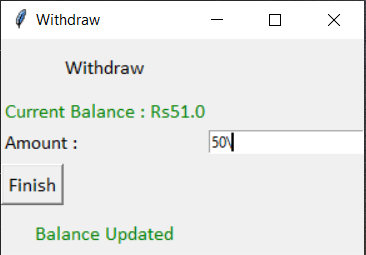 Withdraw
Withdraw
Current Balance : Rs51.0
Amount : 50\
Finish
Balance Updated